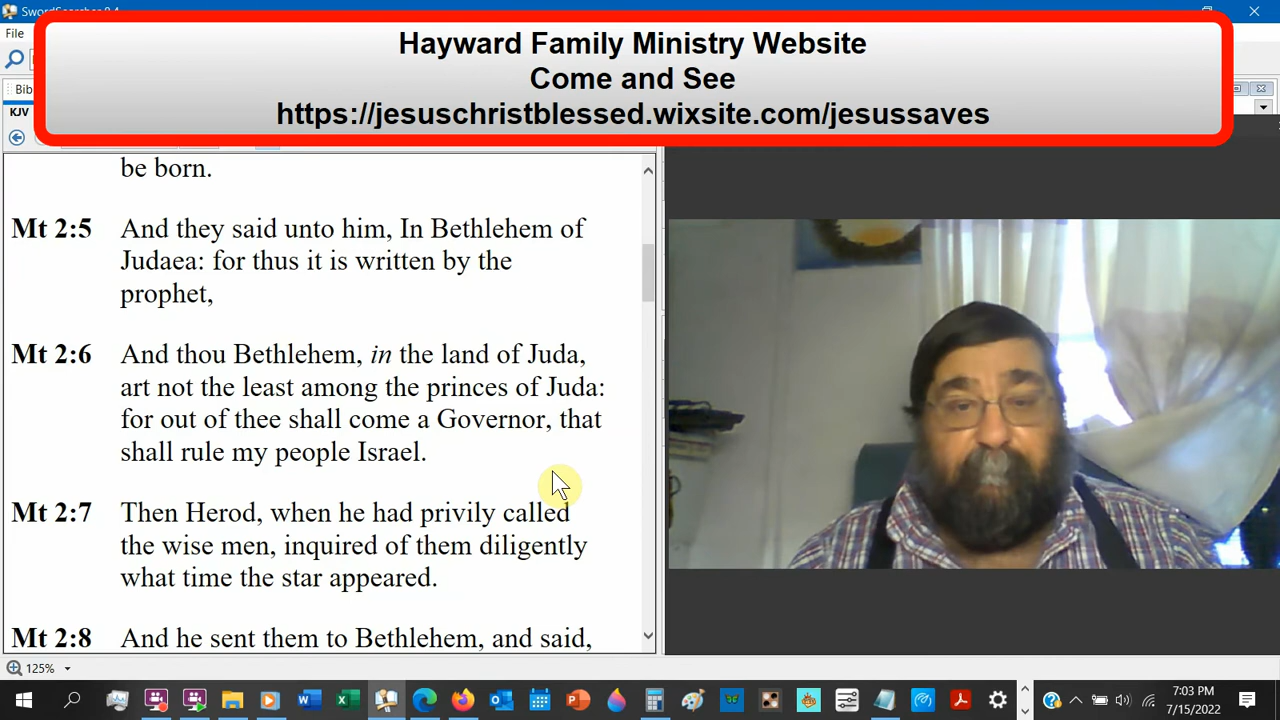 SwordSearcher 8.4
File
Hayward Family Ministry Website
Come and See
https://jesuschristblessed.wixsite.com/jesussaves
Bib
KJV
be born.
Mt 2:5 And they said unto him, In Bethlehem of
Judaea: for thus it is written by the
prophet,
Mt 2:6 And thou Bethlehem, in the land of Juda,
art not the least among the princes of Juda:
for out of thee shall come a Governor, that
shall rule my people Israel.
Mt 2:7 Then Herod, when he had privily called
the wise men, inquired of them diligently
what time the star appeared.
Mt 2:8 And he sent them to Bethlehem, and said,
125%
7:03 PM
7/15/2022